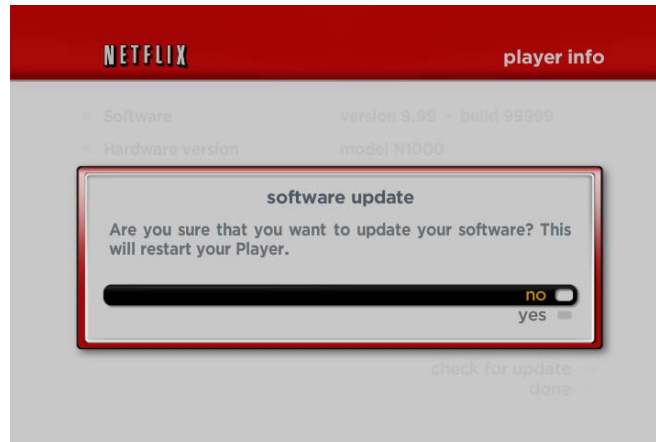 NETFLIX
player info
Software version 9.99 - build 99999
Hardware version model N1000
software update
Are you sure that you want to update your software? This
will restart your Player.
no
yes
check for update
done